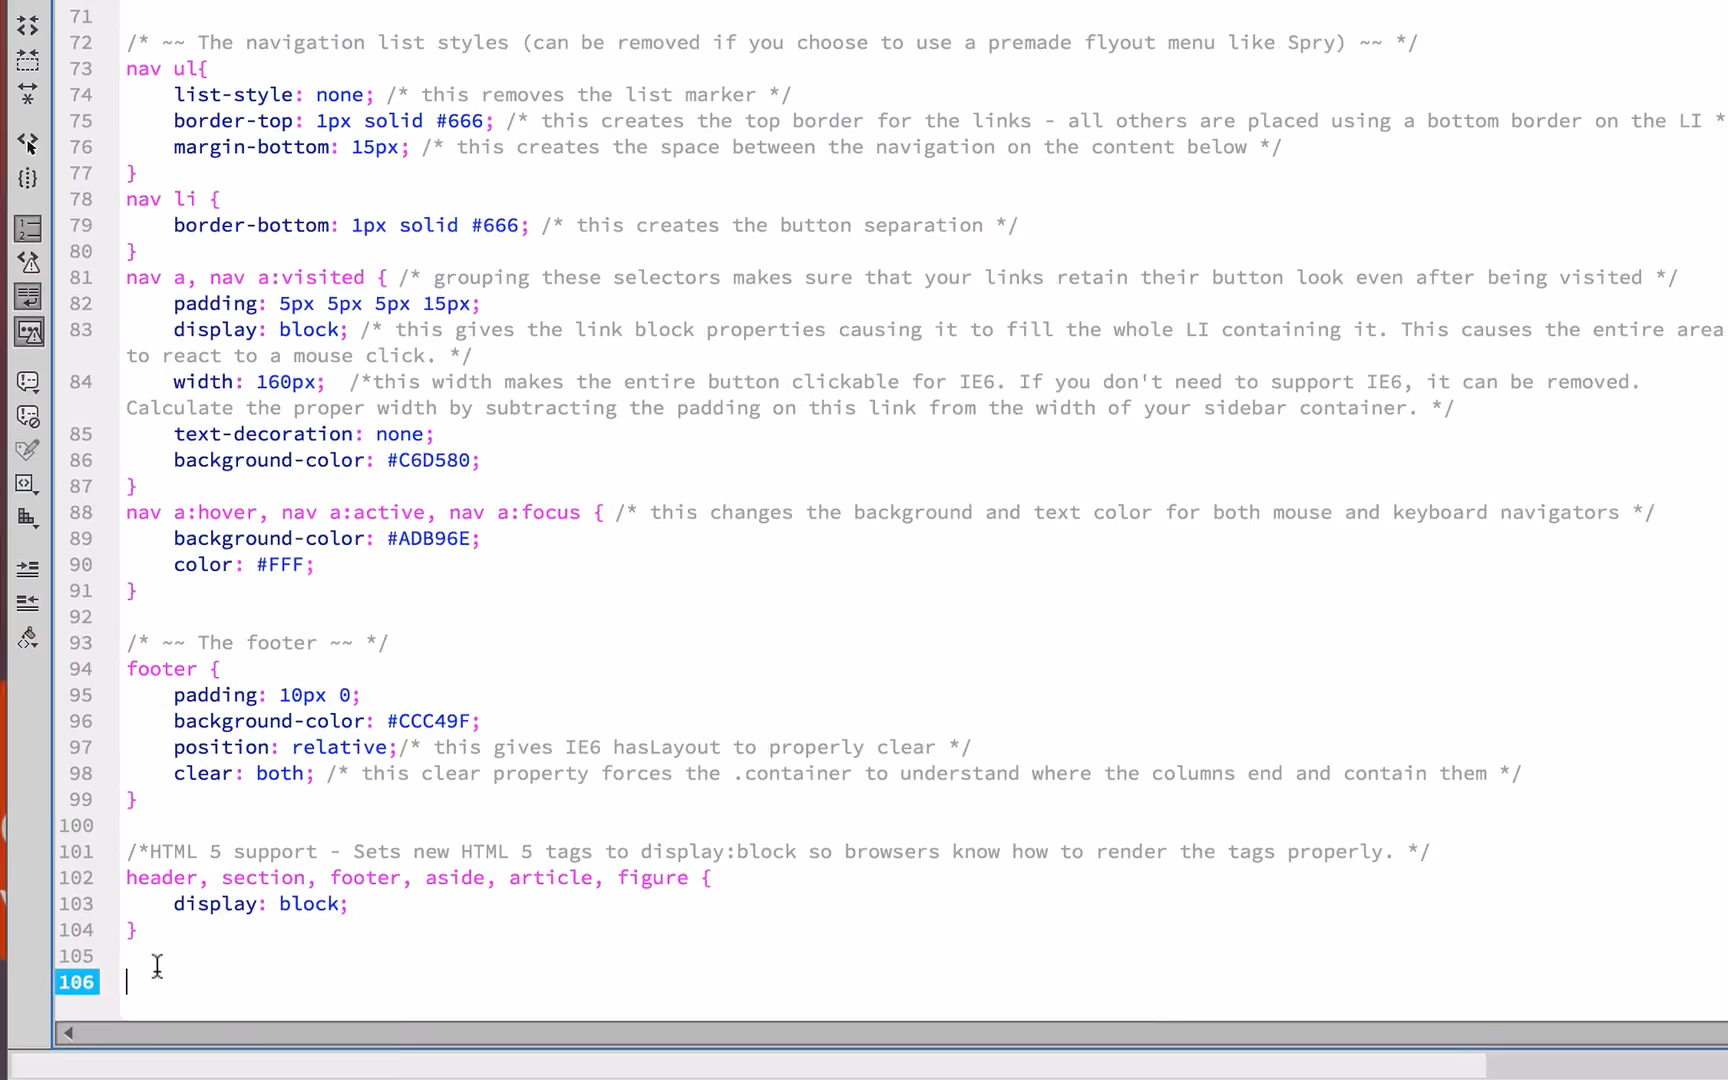 71
72 /* ~~ The navigation list styles (can be removed if you choose to use a premade flyout menu like Spry) ~~ */
73 nav ul{
74     list-style: none; /* this removes the list marker */
75     border-top: 1px solid #666; /* this creates the top border for the links - all others are placed using a bottom border on the LI *
76     margin-bottom: 15px; /* this creates the space between the navigation on the content below */
77 }
78 nav li {
79     border-bottom: 1px solid #666; /* this creates the button separation */
80 }
81 nav a, nav a:visited { /* grouping these selectors makes sure that your links retain their button look even after being visited */
82     padding: 5px 5px 5px 15px;
83     display: block; /* this gives the link block properties causing it to fill the whole LI containing it. This causes the entire area
to react to a mouse click. */
84     width: 160px;  /*this width makes the entire button clickable for IE6. If you don't need to support IE6, it can be removed.
Calculate the proper width by subtracting the padding on this link from the width of your sidebar container. */
85     text-decoration: none;
86     background-color: #C6D580;
87 }
88 nav a:hover, nav a:active, nav a:focus { /* this changes the background and text color for both mouse and keyboard navigators */
89     background-color: #ADB96E;
90     color: #FFF;
91 }
92
93 /* ~~ The footer ~~ */
94 footer {
95     padding: 10px 0;
96     background-color: #CCC49F;
97     position: relative;/* this gives IE6 hasLayout to properly clear */
98     clear: both; /* this clear property forces the .container to understand where the columns end and contain them */
99 }
100
101 /*HTML 5 support - Sets new HTML 5 tags to display:block so browsers know how to render the tags properly. */
102 header, section, footer, aside, article, figure {
103     display: block;
104 }
105
106